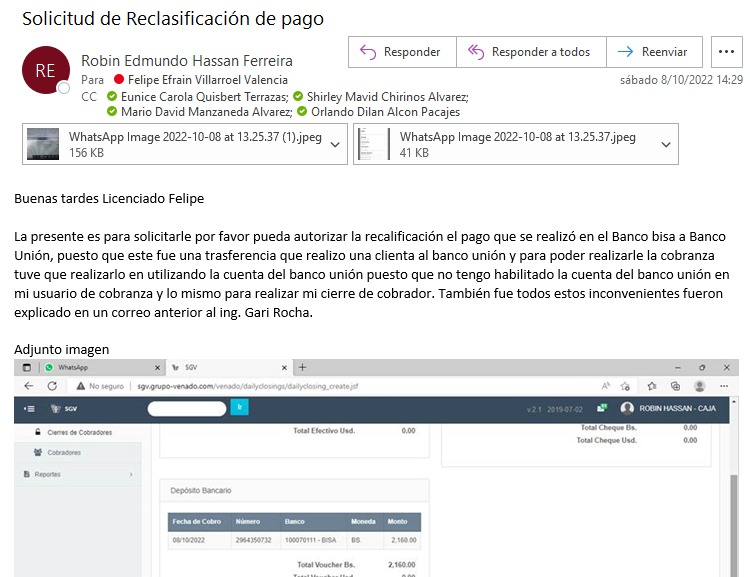 Solicitud de Reclasificación de pago
RE
Robin Edmundo Hassan Ferreira
Responder
Responder a todos
Reenviar
Para Felipe Efrain Villarroel Valencia
sábado 8/10/2022 14:29
CC Eunice Carola Quisbert Terrazas; Shirley Mavid Chirinos Alvarez;
Mario David Manzaneda Alvarez; Orlando Dilan Alcon Pacajes
WhatsApp Image 2022-10-08 at 13.25.37 (1).jpeg
156 KB
WhatsApp Image 2022-10-08 at 13.25.37.jpeg
41 KB
Buenas tardes Licenciado Felipe
La presente es para solicitarle por favor pueda autorizar la recalificación el pago que se realizó en el Banco bisa a Banco
Unión, puesto que este fue una trasferencia que realizo una clienta al banco unión y para poder realizarle la cobranza
tuve que realizarlo en utilizando la cuenta del banco unión puesto que no tengo habilitado la cuenta del banco unión en
mi usuario de cobranza y lo mismo para realizar mi cierre de cobrador. También fue todos estos inconvenientes fueron
explicado en un correo anterior al ing. Gari Rocha.
Adjunto imagen
WhatsApp
SGV
No seguro
sgv.grupo-venado.com/venado/dailyclosings/dailyclosing_create.jsf
SGV
Ir
v.2.1 2019-07-02
ROBIN HASSAN - CAJA
Cierres de Cobradores
Cobradores
Reportes
Total Efectivo Usd. 0.00
Total Cheque Bs. 0.00
Total Cheque Usd. 0.00
Depósito Bancario
Fecha de Cobro Número Banco Moneda Monto
08/10/2022 2964350732 100070111 - BISA BS. 2,160.00
Total Voucher Bs. 2,160.00
Total Voucher Usd. 0.00